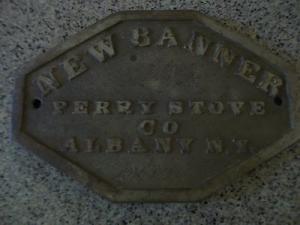 NEW BANNER
PERRY STOVE
CO
ALBANY N.Y.